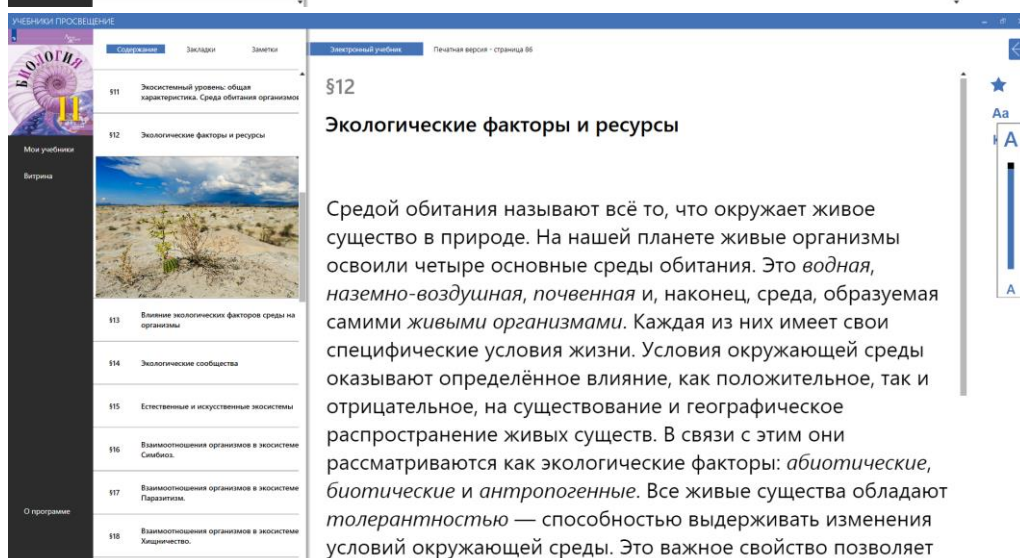 УЧЕБНИКИ ПРОСВЕЩЕНИЕ
БИОЛОГИЯ
11
Мои учебники
Витрина
О программе
Содержание
Закладки
Заметки
§11
Экосистемный уровень: общая
характеристика. Среда обитания организмов
§12
Экологические факторы и ресурсы
§13
Влияние экологических факторов среды на
организмы
§14
Экологические сообщества
§15
Естественные и искусственные экосистемы
§16
Взаимоотношения организмов в экосистеме
Симбиоз.
§17
Взаимоотношения организмов в экосистеме
Паразитизм.
§18
Взаимоотношения организмов в экосистеме
Хищничество.
Электронный учебник
Печатная версия - страница 86
§12
Экологические факторы и ресурсы
Средой обитания называют всё то, что окружает живое
существо в природе. На нашей планете живые организмы
освоили четыре основные среды обитания. Это водная,
наземно-воздушная, почвенная и, наконец, среда, образуемая
самими живыми организмами. Каждая из них имеет свои
специфические условия жизни. Условия окружающей среды
оказывают определённое влияние, как положительное, так и
отрицательное, на существование и географическое
распространение живых существ. В связи с этим они
рассматриваются как экологические факторы: абиотические,
биотические и антропогенные. Все живые существа обладают
толерантностью — способностью выдерживать изменения
условий окружающей среды. Это важное свойство позволяет
Aa
A
A